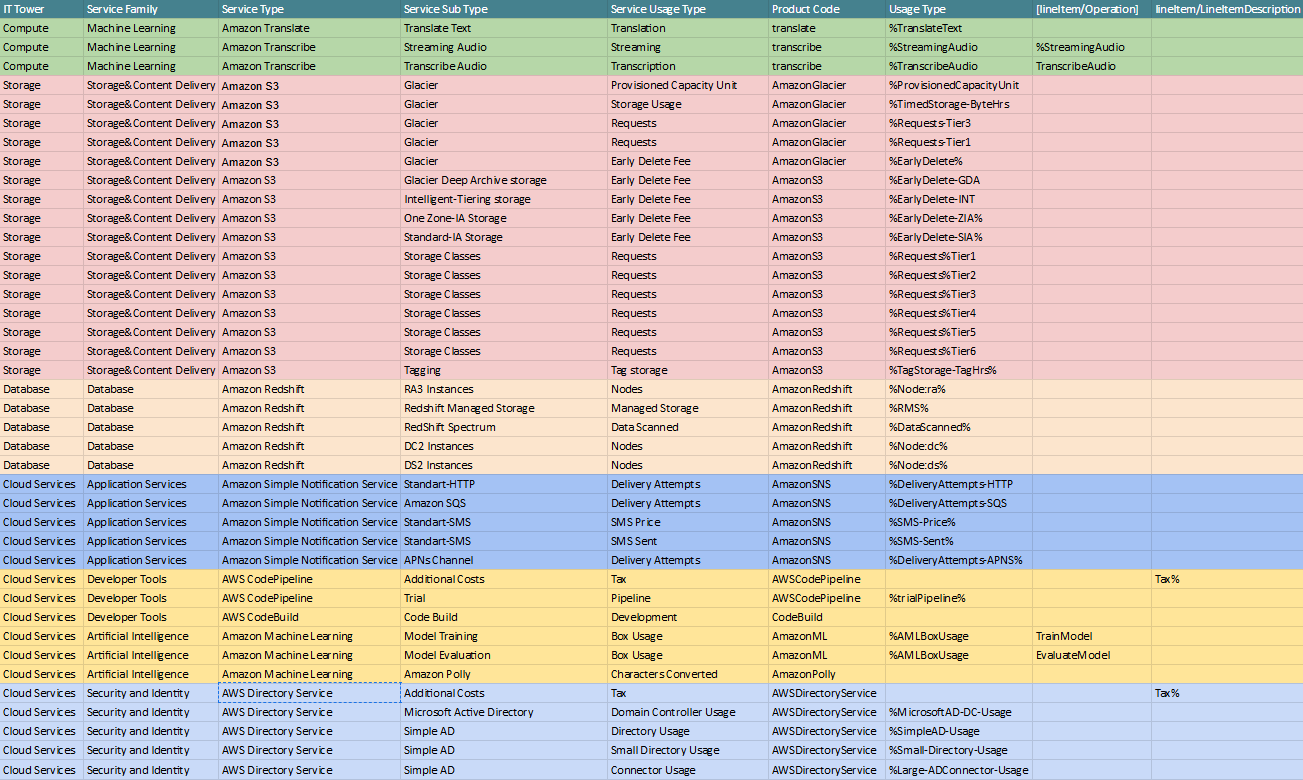 IT Tower Service Family Service Type Service Sub Type Service Usage Type Product Code Usage Type [lineItem/Operation] lineItem/LineItemDescription
Compute Machine Learning Amazon Translate Translate Text Translation translate %TranslateText
Compute Machine Learning Amazon Transcribe Streaming Audio Streaming transcribe %StreamingAudio %StreamingAudio
Compute Machine Learning Amazon Transcribe Transcribe Audio Transcription transcribe %TranscribeAudio TranscribeAudio
Storage Storage&Content Delivery Amazon S3 Glacier Provisioned Capacity Unit AmazonGlacier %ProvisionedCapacityUnit
Storage Storage&Content Delivery Amazon S3 Glacier Storage Usage AmazonGlacier %TimedStorage-ByteHrs
Storage Storage&Content Delivery Amazon S3 Glacier Requests AmazonGlacier %Requests-Tier3
Storage Storage&Content Delivery Amazon S3 Glacier Requests AmazonGlacier %Requests-Tier1
Storage Storage&Content Delivery Amazon S3 Glacier Early Delete Fee AmazonGlacier %EarlyDelete%
Storage Storage&Content Delivery Amazon S3 Glacier Deep Archive storage Early Delete Fee AmazonS3 %EarlyDelete-GDA
Storage Storage&Content Delivery Amazon S3 Intelligent-Tiering storage Early Delete Fee AmazonS3 %EarlyDelete-INT
Storage Storage&Content Delivery Amazon S3 One Zone-IA Storage Early Delete Fee AmazonS3 %EarlyDelete-ZIA%
Storage Storage&Content Delivery Amazon S3 Standard-IA Storage Early Delete Fee AmazonS3 %EarlyDelete-SIA%
Storage Storage&Content Delivery Amazon S3 Storage Classes Requests AmazonS3 %Requests%Tier1
Storage Storage&Content Delivery Amazon S3 Storage Classes Requests AmazonS3 %Requests%Tier2
Storage Storage&Content Delivery Amazon S3 Storage Classes Requests AmazonS3 %Requests%Tier3
Storage Storage&Content Delivery Amazon S3 Storage Classes Requests AmazonS3 %Requests%Tier4
Storage Storage&Content Delivery Amazon S3 Storage Classes Requests AmazonS3 %Requests%Tier5
Storage Storage&Content Delivery Amazon S3 Storage Classes Requests AmazonS3 %Requests%Tier6
Storage Storage&Content Delivery Amazon S3 Tagging Tag storage AmazonS3 %TagStorage-TagHrs%
Database Database Amazon Redshift RA3 Instances Nodes AmazonRedshift %Node:ra%
Database Database Amazon Redshift Redshift Managed Storage Managed Storage AmazonRedshift %RMS%
Database Database Amazon Redshift RedShift Spectrum Data Scanned AmazonRedshift %DataScanned%
Database Database Amazon Redshift DC2 Instances Nodes AmazonRedshift %Node:dc%
Database Database Amazon Redshift DS2 Instances Nodes AmazonRedshift %Node:ds%
Cloud Services Application Services Amazon Simple Notification Service Standart-HTTP Delivery Attempts AmazonSNS %DeliveryAttempts-HTTP
Cloud Services Application Services Amazon Simple Notification Service Amazon SQS Delivery Attempts AmazonSNS %DeliveryAttempts-SQS
Cloud Services Application Services Amazon Simple Notification Service Standart-SMS SMS Price AmazonSNS %SMS-Price%
Cloud Services Application Services Amazon Simple Notification Service Standart-SMS SMS Sent AmazonSNS %SMS-Sent%
Cloud Services Application Services Amazon Simple Notification Service APNs Channel Delivery Attempts AmazonSNS %DeliveryAttempts-APNS%
Cloud Services Developer Tools AWS CodePipeline Additional Costs Tax AWSCodePipeline Tax%
Cloud Services Developer Tools AWS CodePipeline Trial Pipeline AWSCodePipeline %trialPipeline%
Cloud Services Developer Tools AWS CodeBuild Code Build Development CodeBuild
Cloud Services Artificial Intelligence Amazon Machine Learning Model Training Box Usage AmazonML %AMLBoxUsage TrainModel
Cloud Services Artificial Intelligence Amazon Machine Learning Model Evaluation Box Usage AmazonML %AMLBoxUsage EvaluateModel
Cloud Services Artificial Intelligence Amazon Machine Learning Amazon Polly Characters Converted AmazonPolly
Cloud Services Security and Identity AWS Directory Service Additional Costs Tax AWSDirectoryService Tax%
Cloud Services Security and Identity AWS Directory Service Microsoft Active Directory Domain Controller Usage AWSDirectoryService %MicrosoftAD-DC-Usage
Cloud Services Security and Identity AWS Directory Service Simple AD Directory Usage AWSDirectoryService %SimpleAD-Usage
Cloud Services Security and Identity AWS Directory Service Simple AD Small Directory Usage AWSDirectoryService %Small-Directory-Usage
Cloud Services Security and Identity AWS Directory Service Simple AD Connector Usage AWSDirectoryService %Large-ADConnector-Usage